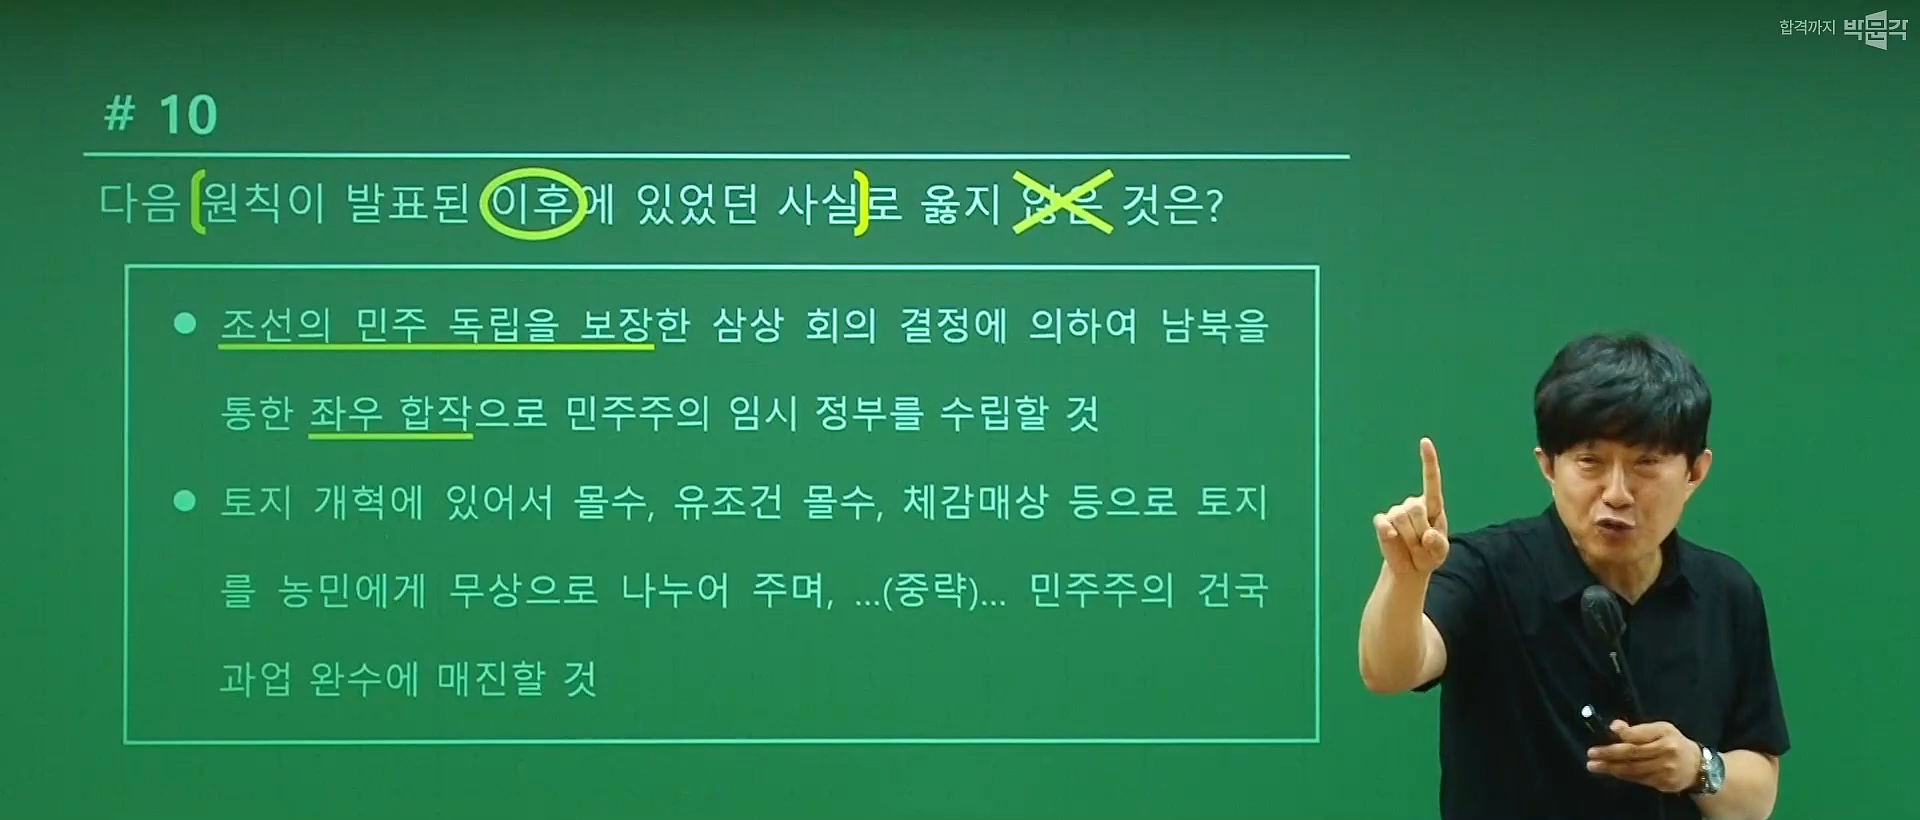 합격까지 박문각
# 10
다음 원칙이 발표된 이후에 있었던 사실로 옳지 않은 것은?
● 조선의 민주 독립을 보장한 삼상 회의 결정에 의하여 남북을
통한 좌우 합작으로 민주주의 임시 정부를 수립할 것
● 토지 개혁에 있어서 몰수, 유조건 몰수, 체감매상 등으로 토지
를 농민에게 무상으로 나누어 주며, ...(중략)... 민주주의 건국
과업 완수에 매진할 것